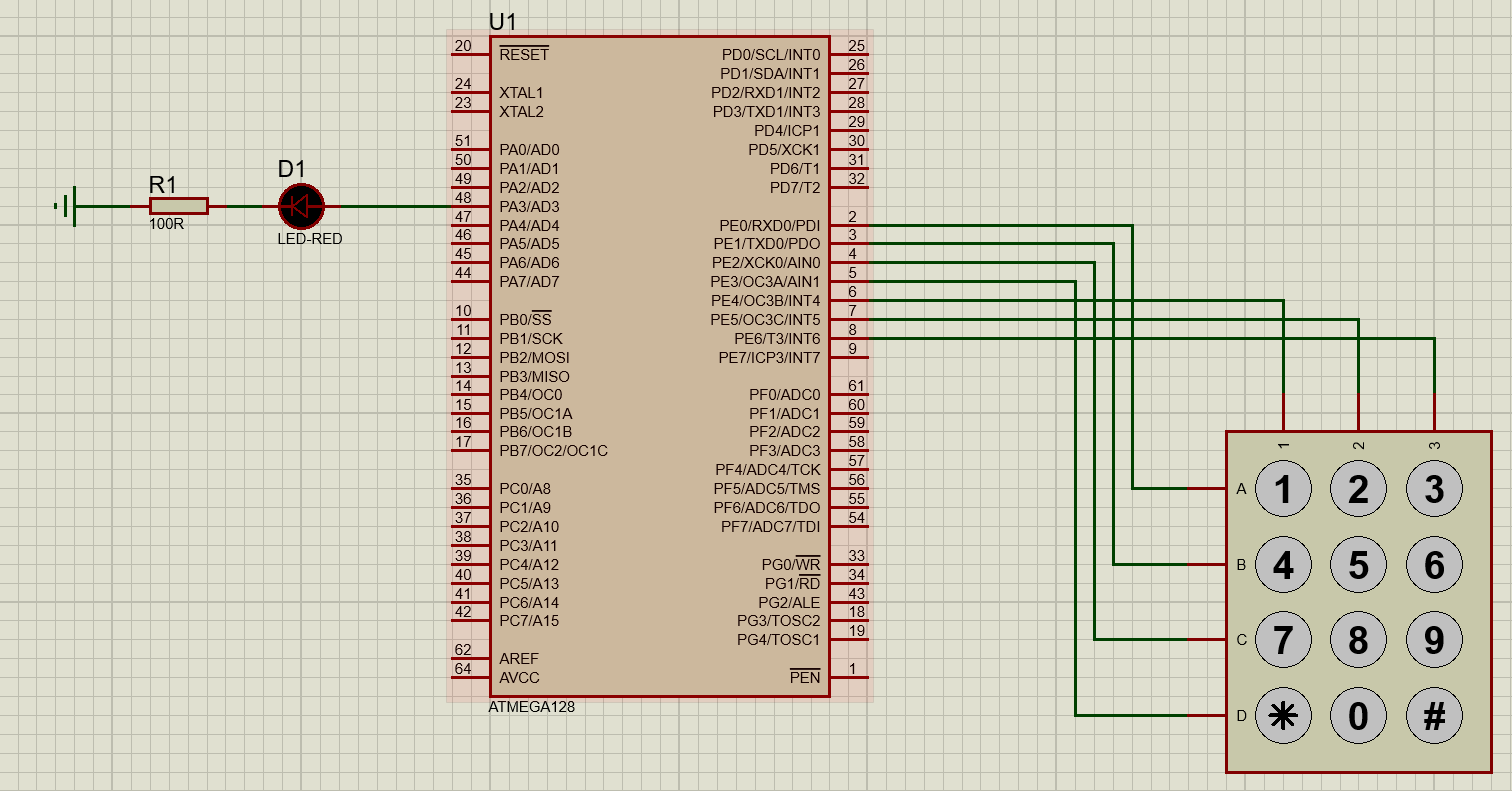 U1
20 RESET
24 XTAL1
23 XTAL2
51 PA0/AD0
50 PA1/AD1
49 PA2/AD2
48 PA3/AD3
47 PA4/AD4
46 PA5/AD5
45 PA6/AD6
44 PA7/AD7
10 PB0/SS
11 PB1/SCK
12 PB2/MOSI
13 PB3/MISO
14 PB4/OC0
15 PB5/OC1A
16 PB6/OC1B
17 PB7/OC2/OC1C
35 PC0/A8
36 PC1/A9
37 PC2/A10
38 PC3/A11
39 PC4/A12
40 PC5/A13
41 PC6/A14
42 PC7/A15
62 AREF
64 AVCC
PD0/SCL/INT0 25
PD1/SDA/INT1 26
PD2/RXD1/INT2 27
PD3/TXD1/INT3 28
PD4/ICP1 29
PD5/XCK1 30
PD6/T1 31
PD7/T2 32
PE0/RXD0/PDI 2
PE1/TXD0/PDO 3
PE2/XCK0/AIN0 4
PE3/OC3A/AIN1 5
PE4/OC3B/INT4 6
PE5/OC3C/INT5 7
PE6/T3/INT6 8
PE7/ICP3/INT7 9
PF0/ADC0 61
PF1/ADC1 60
PF2/ADC2 59
PF3/ADC3 58
PF4/ADC4/TCK 57
PF5/ADC5/TMS 56
PF6/ADC6/TDO 55
PF7/ADC7/TDI 54
PG0/WR 33
PG1/RD 34
PG2/ALE 43
PG3/TOSC2 18
PG4/TOSC1 19
PEN 1
ATMEGA128
R1
100R
D1
LED-RED
1 2 3
A 1 2 3
B 4 5 6
C 7 8 9
D * 0 #